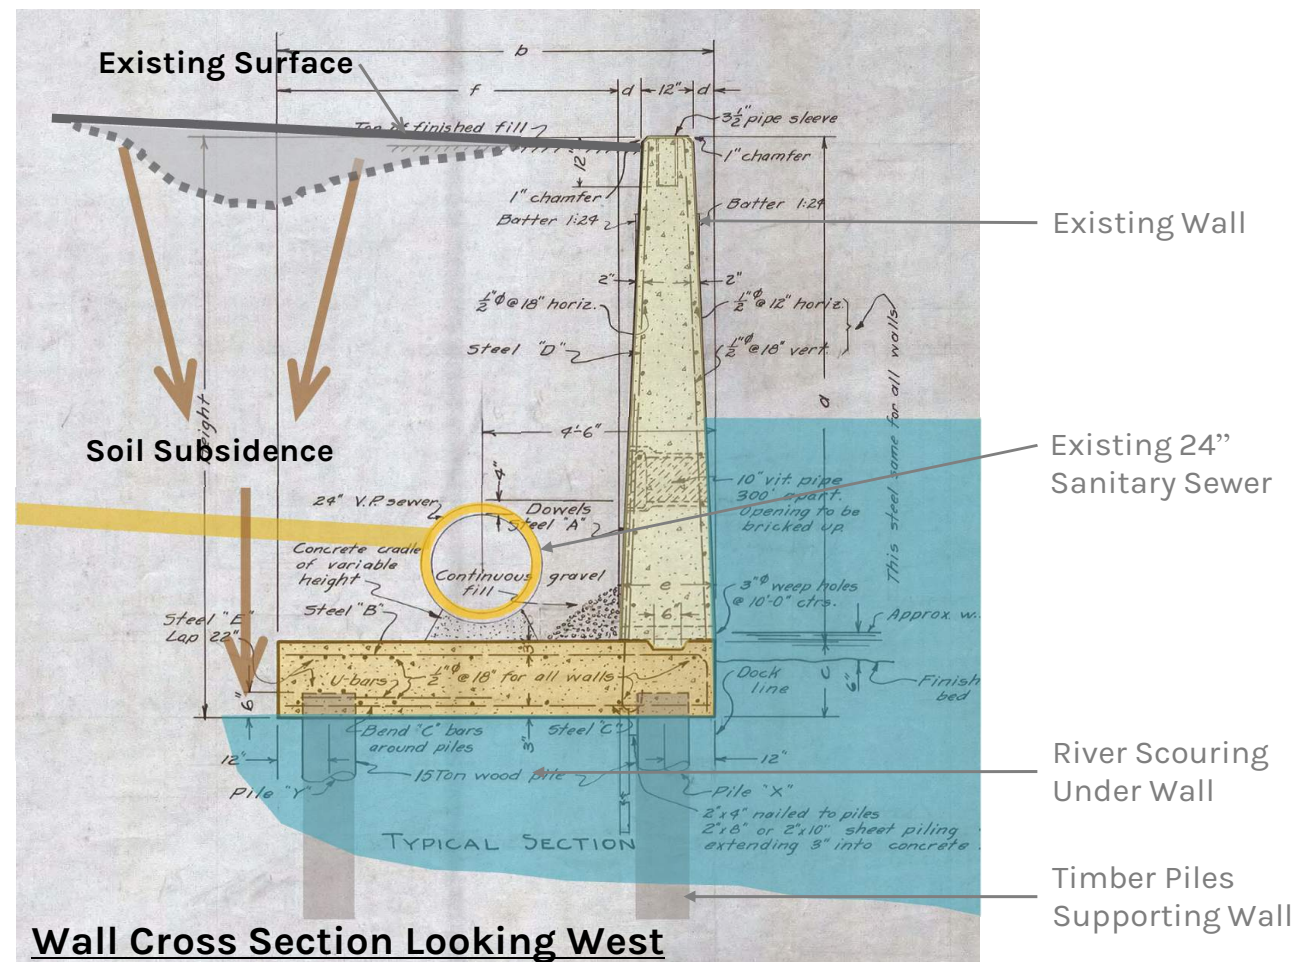 b
Existing Surface
f
d
12"
d
3 1/2" pipe sleeve
Top of finished fill
1" chamfer
12"
1" chamfer
Batter 1:24
Batter 1:24
Existing Wall
2"
2"
1/2"ϕ@18" horiz.
1/2"ϕ@12" horiz.
Steel "D"
1/2"ϕ@18" vert.
This steel same for all walls
a
height
4'-6"
Soil Subsidence
Existing 24”
Sanitary Sewer
4"
10" vit. pipe
300' apart.
Opening to be
bricked up.
24" V.P. sewer
Dowels
Steel "A"
Concrete cradle
of variable
height
Continuous gravel
fill
e
3"ϕ weep holes
@ 10'-0" ctrs.
Steel "B"
6"
Approx. w.
Steel "E"
Lap 22"
3"
U-bars
1/2"ϕ@18" for all walls
Dock
line
c
6"
Finish
bed
6"
Bend "C" bars
around piles
3"
Steel "C"
12"
12"
15 Ton wood pile
River Scouring
Under Wall
Pile "Y"
Pile "X"
2"x4" nailed to piles
2"x8" or 2"x10" sheet piling
extending 3" into concrete
TYPICAL SECTION
Timber Piles
Supporting Wall
Wall Cross Section Looking West